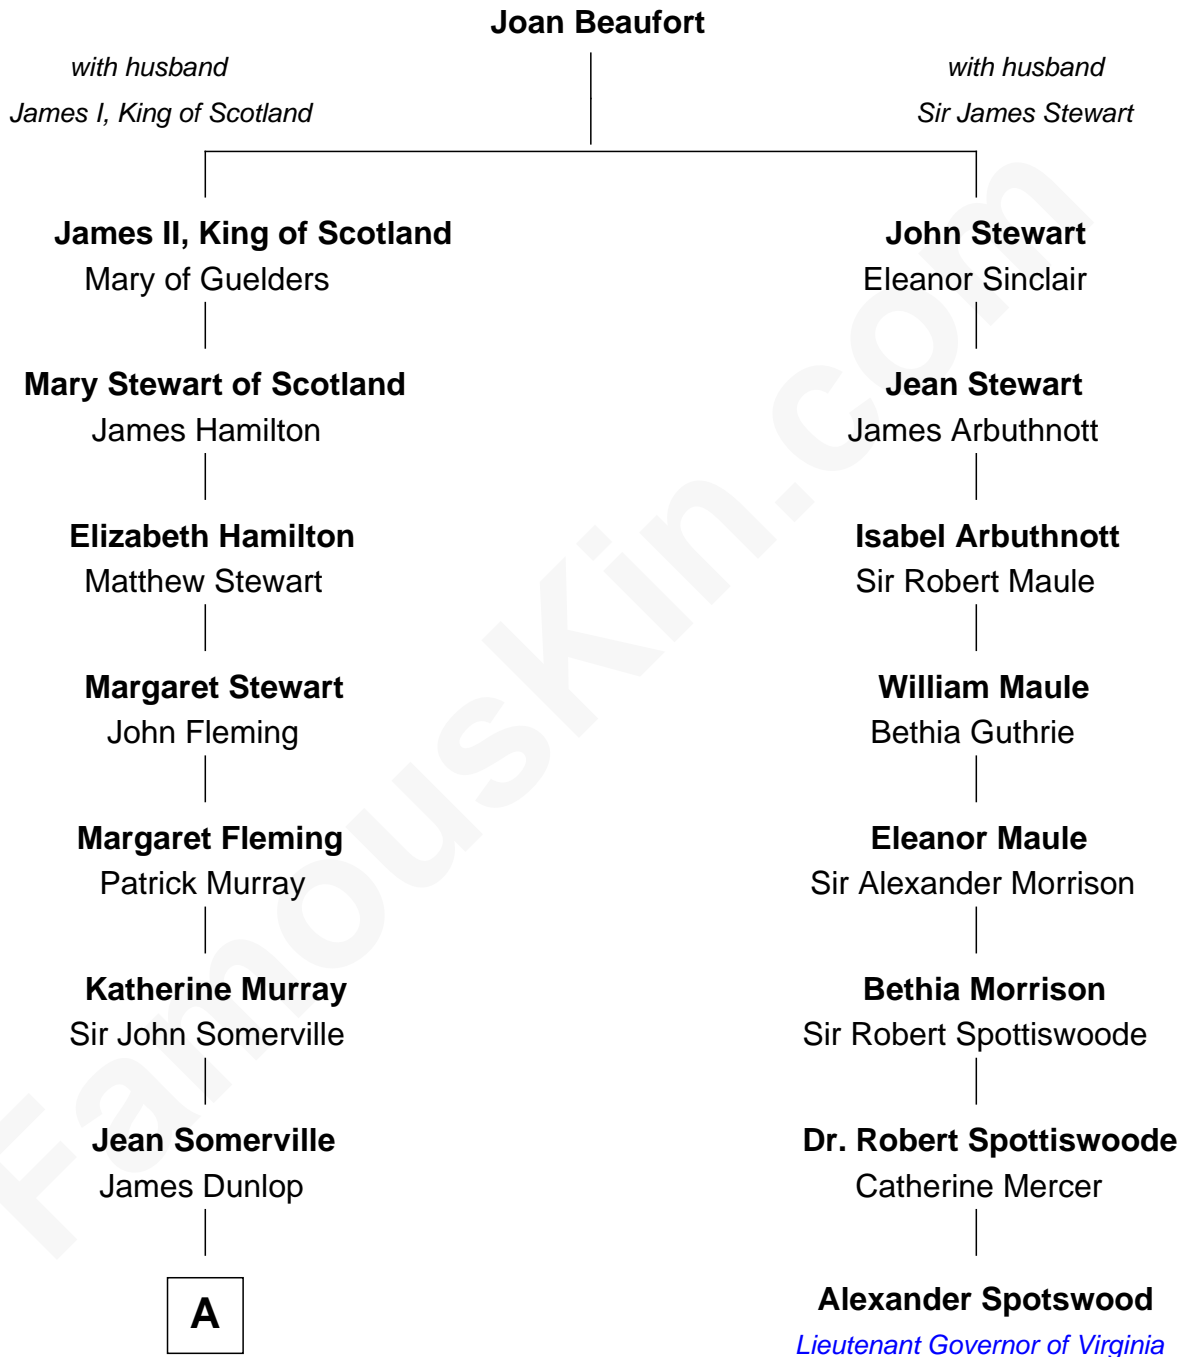 Joan Beaufort
with husband
James I, King of Scotland
with husband
Sir James Stewart
James II, King of Scotland
Mary of Guelders
Mary Stewart of Scotland
James Hamilton
Elizabeth Hamilton
Matthew Stewart
Margaret Stewart
John Fleming
Margaret Fleming
Patrick Murray
Katherine Murray
Sir John Somerville
Jean Somerville
James Dunlop
A
John Stewart
Eleanor Sinclair
Jean Stewart
James Arbuthnott
Isabel Arbuthnott
Sir Robert Maule
William Maule
Bethia Guthrie
Eleanor Maule
Sir Alexander Morrison
Bethia Morrison
Sir Robert Spottiswoode
Dr. Robert Spottiswoode
Catherine Mercer
Alexander Spotswood
Lieutenant Governor of Virginia
FamousKin.com